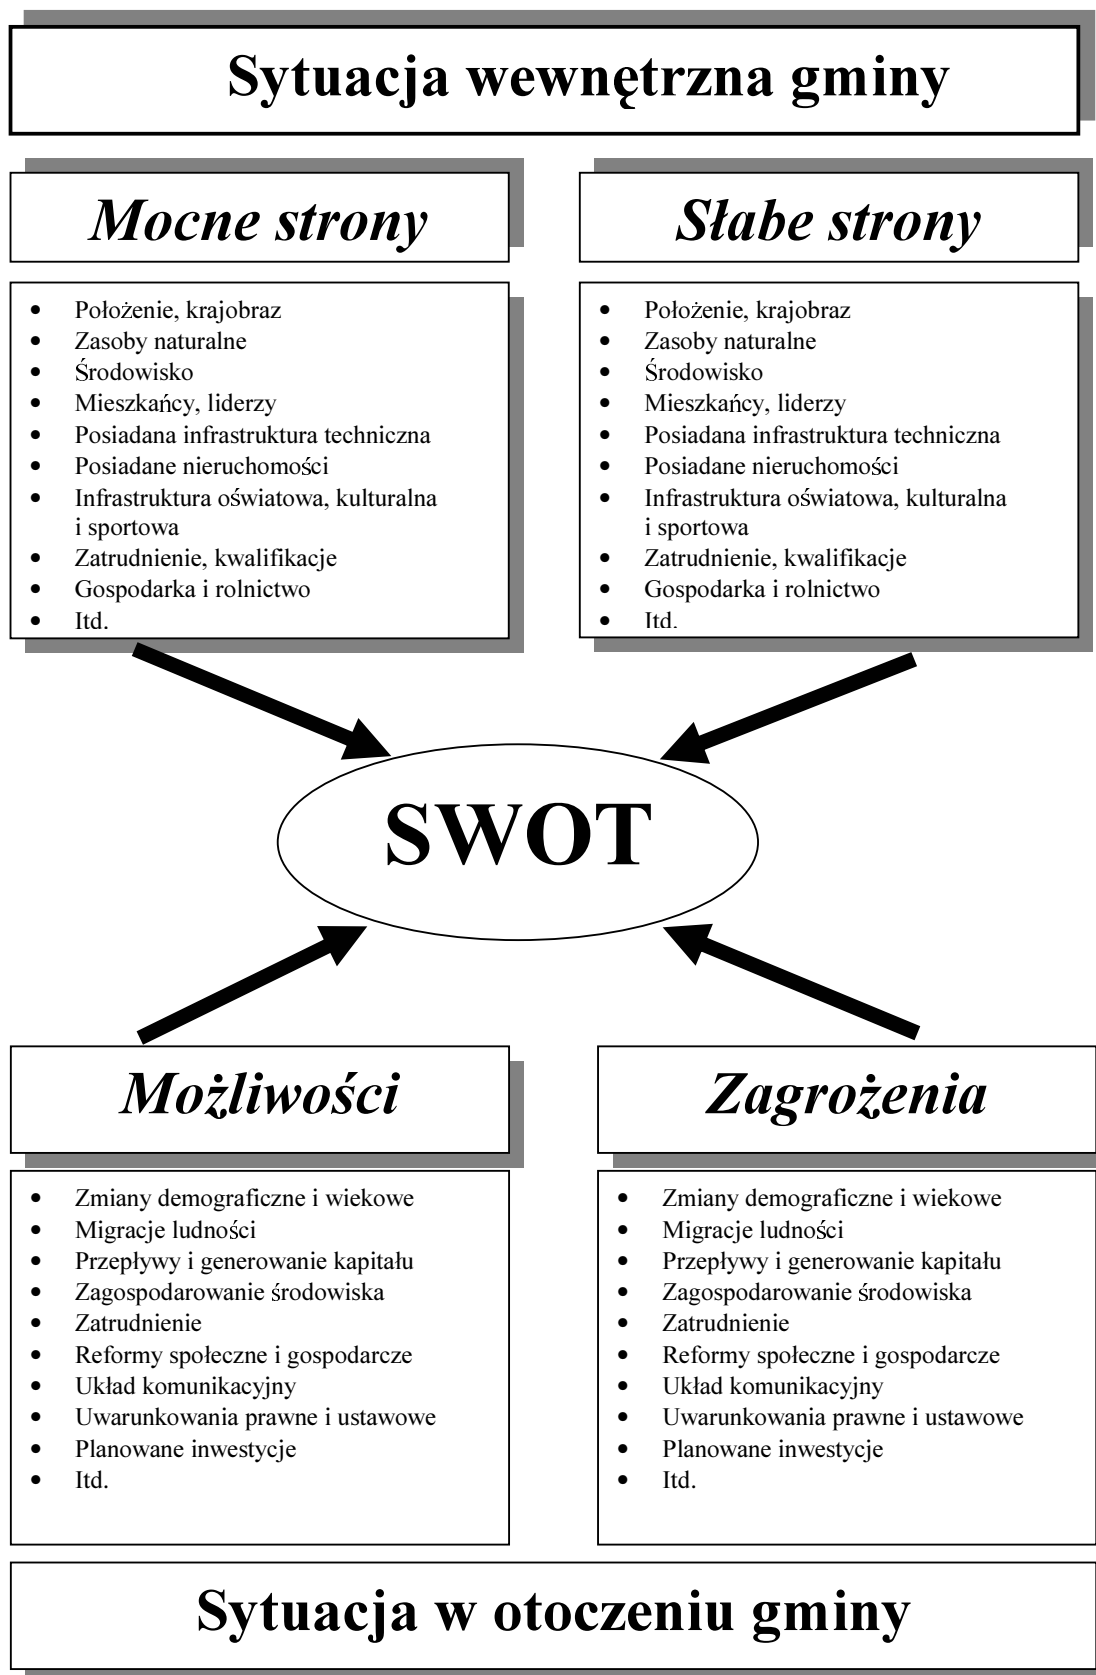 Sytuacja wewnętrzna gminy
Mocne strony
• Położenie, krajobraz
• Zasoby naturalne
• Środowisko
• Mieszkańcy, liderzy
• Posiadana infrastruktura techniczna
• Posiadane nieruchomości
• Infrastruktura oświatowa, kulturalna
i sportowa
• Zatrudnienie, kwalifikacje
• Gospodarka i rolnictwo
• Itd.
Słabe strony
• Położenie, krajobraz
• Zasoby naturalne
• Środowisko
• Mieszkańcy, liderzy
• Posiadana infrastruktura techniczna
• Posiadane nieruchomości
• Infrastruktura oświatowa, kulturalna
i sportowa
• Zatrudnienie, kwalifikacje
• Gospodarka i rolnictwo
• Itd.
SWOT
Możliwości
• Zmiany demograficzne i wiekowe
• Migracje ludności
• Przepływy i generowanie kapitału
• Zagospodarowanie środowiska
• Zatrudnienie
• Reformy społeczne i gospodarcze
• Układ komunikacyjny
• Uwarunkowania prawne i ustawowe
• Planowane inwestycje
• Itd.
Zagrożenia
• Zmiany demograficzne i wiekowe
• Migracje ludności
• Przepływy i generowanie kapitału
• Zagospodarowanie środowiska
• Zatrudnienie
• Reformy społeczne i gospodarcze
• Układ komunikacyjny
• Uwarunkowania prawne i ustawowe
• Planowane inwestycje
• Itd.
Sytuacja w otoczeniu gminy